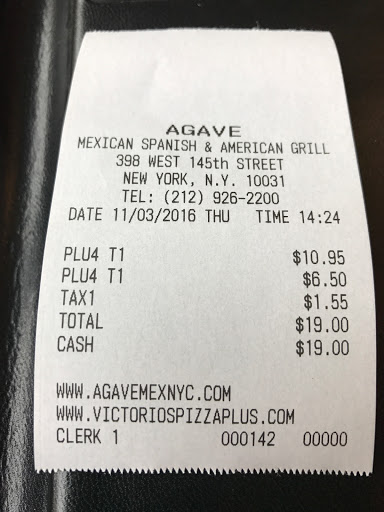 AGAVE
MEXICAN SPANISH & AMERICAN GRILL
398 WEST 145th STREET
NEW YORK, N.Y. 10031
TEL: (212) 926-2200
DATE 11/03/2016 THU TIME 14:24
PLU4 T1 $10.95
PLU4 T1 $6.50
TAX1 $1.55
TOTAL $19.00
CASH $19.00
WWW.AGAVEMEXNYC.COM
WWW.VICTORIOSPIZZAPLUS.COM
CLERK 1 000142 00000